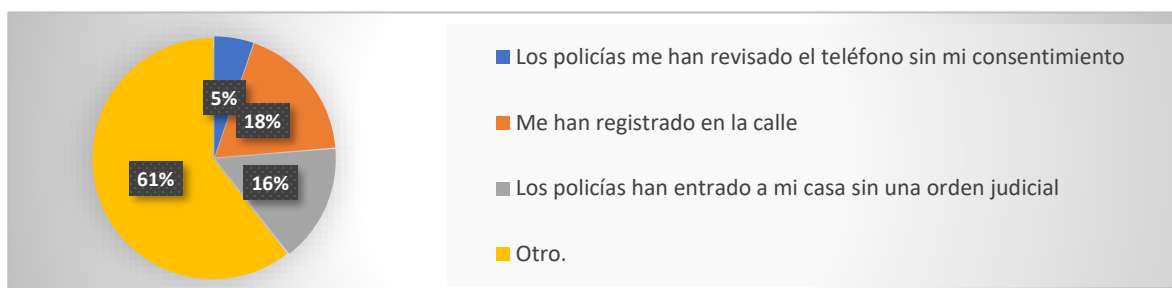 5%
18%
16%
61%
Los policías me han revisado el teléfono sin mi consentimiento
Me han registrado en la calle
Los policías han entrado a mi casa sin una orden judicial
Otro.